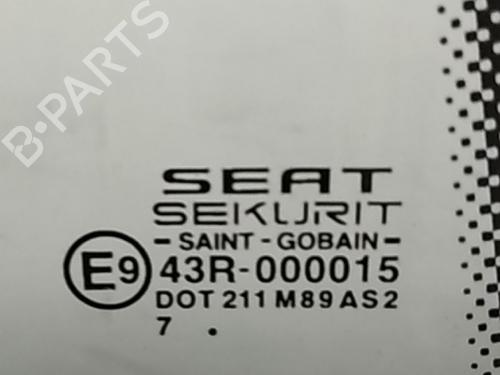 B-PARTS
SEAT
SEKURIT
- SAINT - GOBAIN -
E9 43R-000015
DOT 211 M89 AS2
7 .